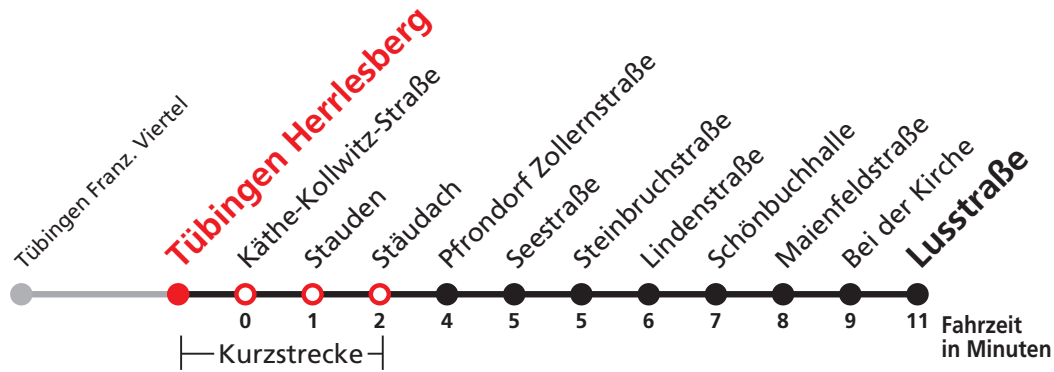 Tübingen Franz. Viertel
Tübingen Herrlesberg
Käthe-Kollwitz-Straße
Stauden
Stäudach
Pfrondorf Zollernstraße
Seestraße
Steinbruchstraße
Lindenstraße
Schönbuchhalle
Maienfeldstraße
Bei der Kirche
Lusstraße
0 1 2 4 5 5 6 7 8 9 11 Fahrzeit
in Minuten
Kurzstrecke